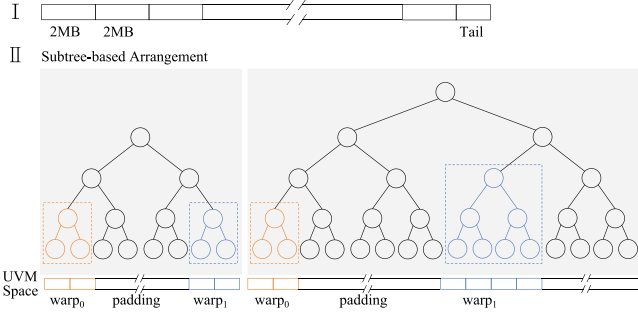 I
2MB 2MB Tail
II Subtree-based Arrangement
UVM
Space
warp₀ padding warp₁ warp₀ padding warp₁